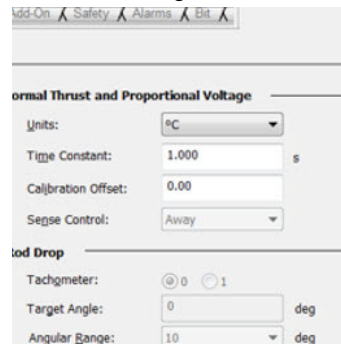 Add-On Safety Alarms Bit
ormal Thrust and Proportional Voltage
Units: ºC
Time Constant: 1.000 s
Calibration Offset: 0.00
Sense Control: Away
Rod Drop
Tachometer: 0 1
Target Angle: 0 deg
Angular Range: 10 deg